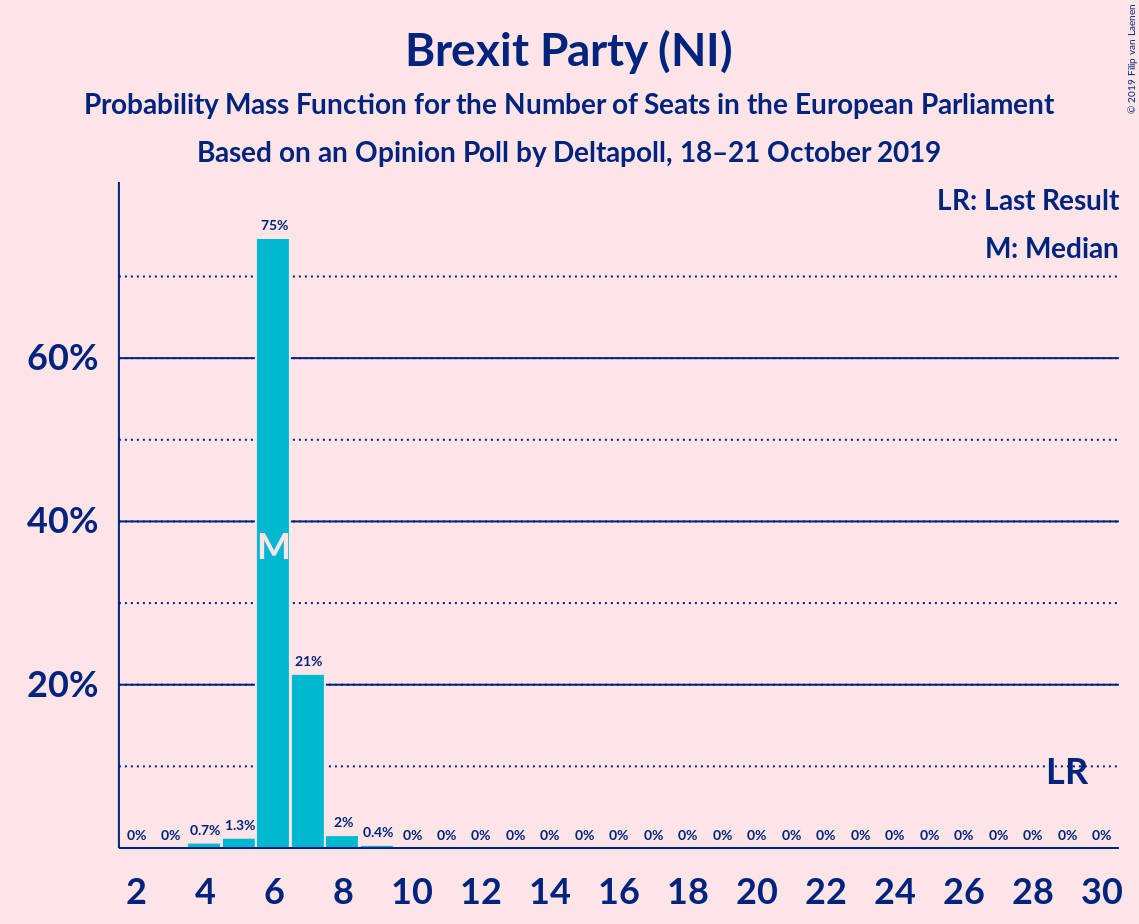 Brexit Party (NI)
Probability Mass Function for the Number of Seats in the European Parliament
Based on an Opinion Poll by Deltapoll, 18–21 October 2019
© 2019 Filip van Laenen
LR: Last Result
M: Median
60%
40%
20%
0% 0% 0.7% 1.3% 75% 21% 2% 0.4% 0% 0% 0% 0% 0% 0% 0% 0% 0% 0% 0% 0% 0% 0% 0% 0% 0% 0% 0% 0% 0%
M
LR
2 4 6 8 10 12 14 16 18 20 22 24 26 28 30